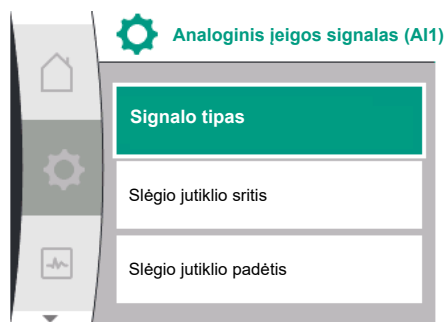 Analoginis įeigos signalas (AI1)
Signalo tipas
Slėgio jutiklio sritis
Slėgio jutiklio padėtis